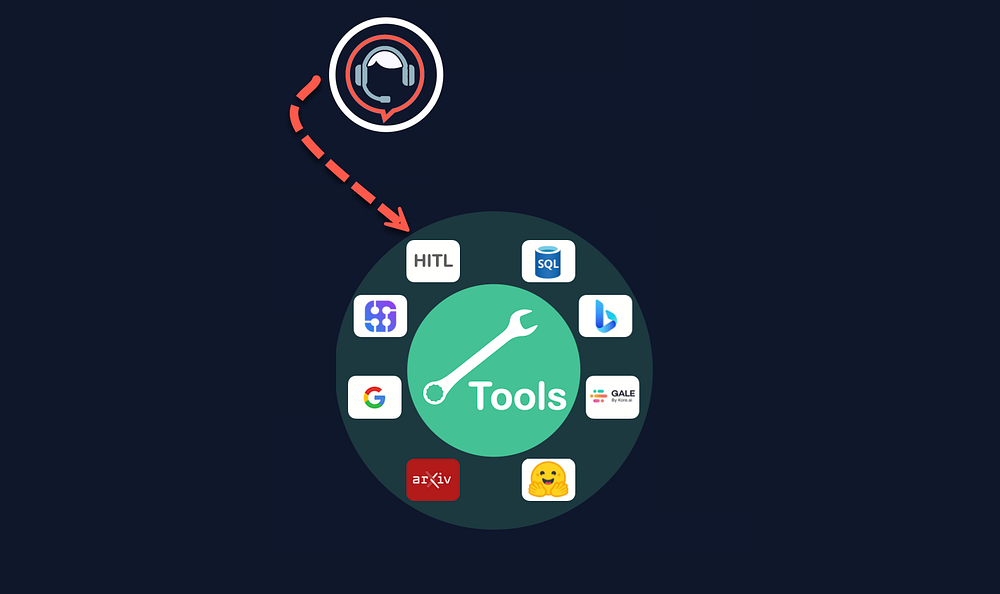 HITL
SQL
GALE
By Kore.ai
Tools
arXiv